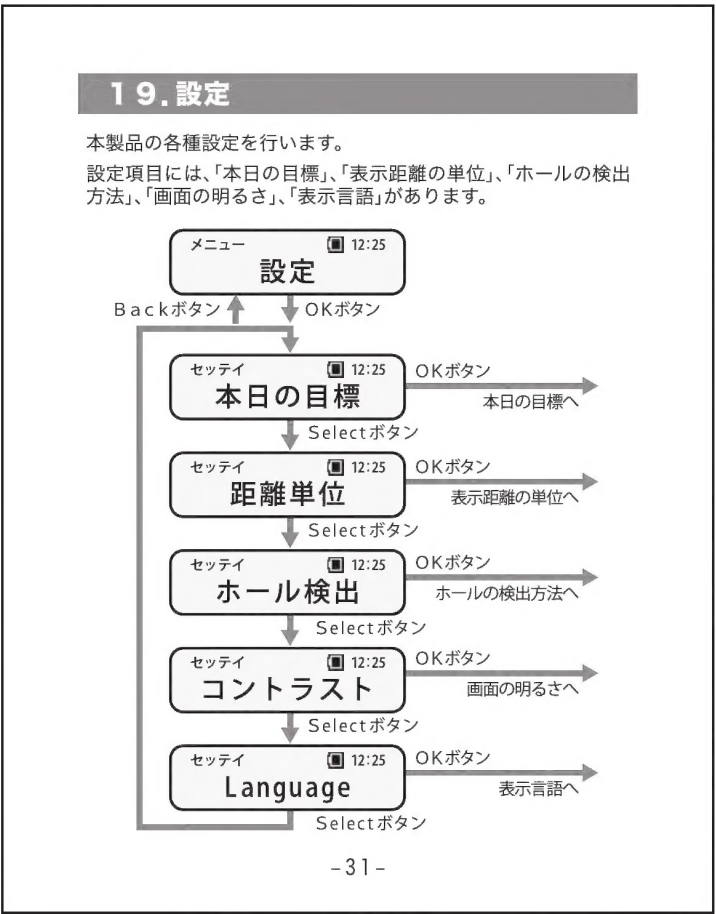 19.設定
本製品の各種設定を行います。
設定項目には、「本日の目標」、「表示距離の単位」、「ホールの検出
方法」、「画面の明るさ」、「表示言語」があります。
メニュー 12:25
設定
Backボタン OKボタン
セッテイ 12:25 OKボタン
本日の目標
本日の目標へ
Selectボタン
セッテイ 12:25 OKボタン
距離単位
表示距離の単位へ
Selectボタン
セッテイ 12:25 OKボタン
ホール検出
ホールの検出方法へ
Selectボタン
セッテイ 12:25 OKボタン
コントラスト
画面の明るさへ
Selectボタン
セッテイ 12:25 OKボタン
Language
表示言語へ
Selectボタン
-31-